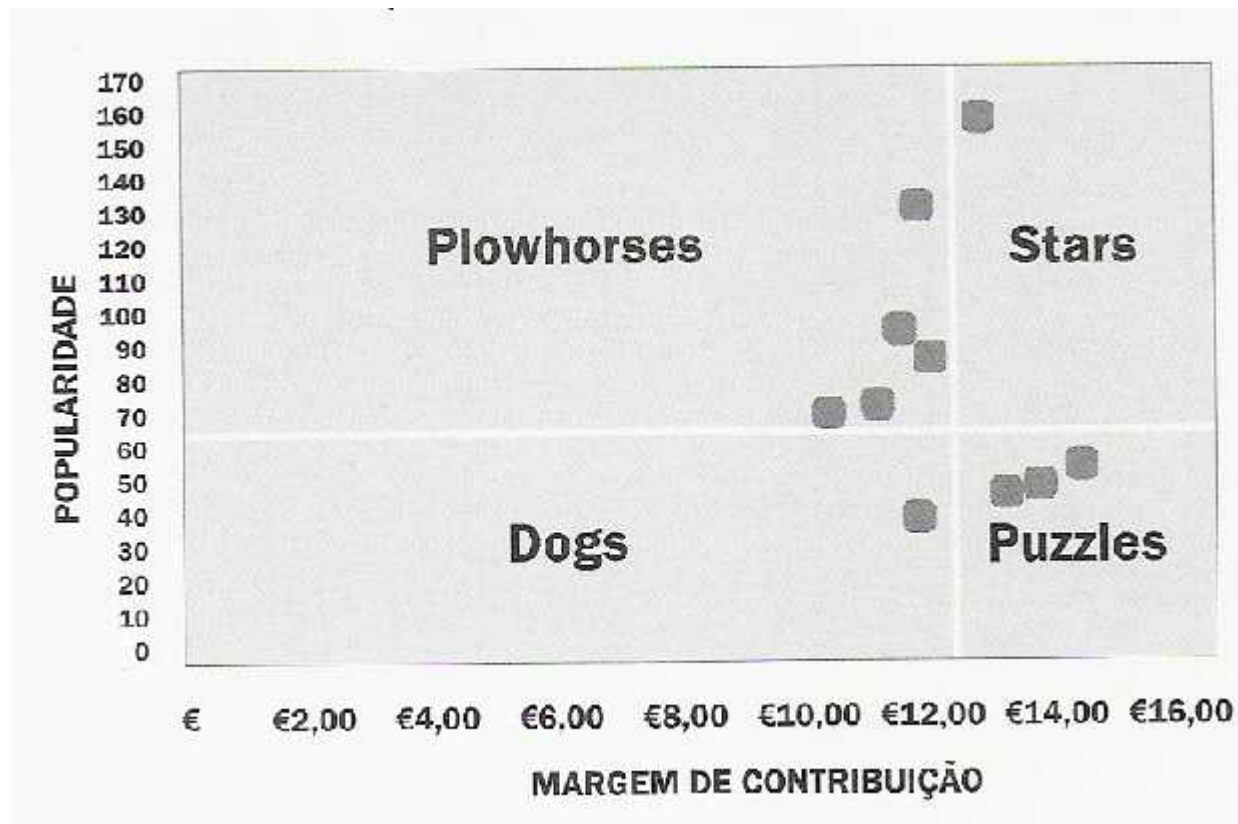 170
160
150
140
130
120
110
100
90
80
70
60
50
40
30
20
10
0
POPULARIDADE
Plowhorses
Stars
Dogs
Puzzles
€ €2,00 €4,00 €6,00 €8,00 €10,00 €12,00 €14,00 €16,00
MARGEM DE CONTRIBUIÇÃO